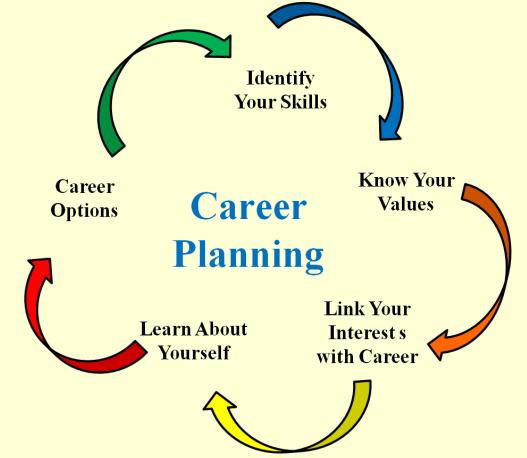 Identify
Your Skills
Know Your
Values
Link Your
Interest s
with Career
Learn About
Yourself
Career
Options
Career
Planning